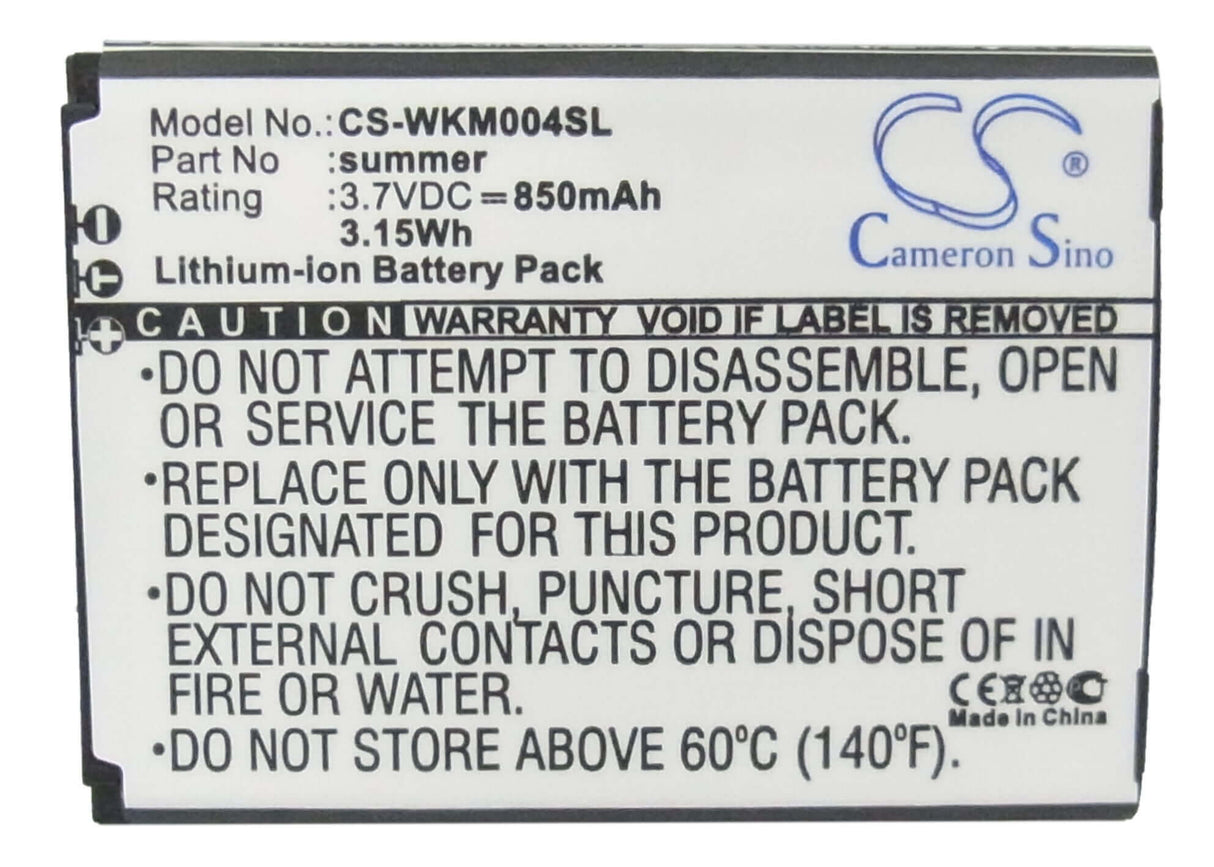 Model No.:CS-WKM004SL
Part No :summer
Rating :3.7VDC ⎓ 850mAh
3.15Wh
Lithium-ion Battery Pack
CS ®
Cameron Sino
CAUTION WARRANTY VOID IF LABEL IS REMOVED
•DO NOT ATTEMPT TO DISASSEMBLE, OPEN
OR SERVICE THE BATTERY PACK.
•REPLACE ONLY WITH THE BATTERY PACK
DESIGNATED FOR THIS PRODUCT.
•DO NOT CRUSH, PUNCTURE, SHORT
EXTERNAL CONTACTS OR DISPOSE OF IN
FIRE OR WATER.
CE
Made in China
•DO NOT STORE ABOVE 60°C (140°F).